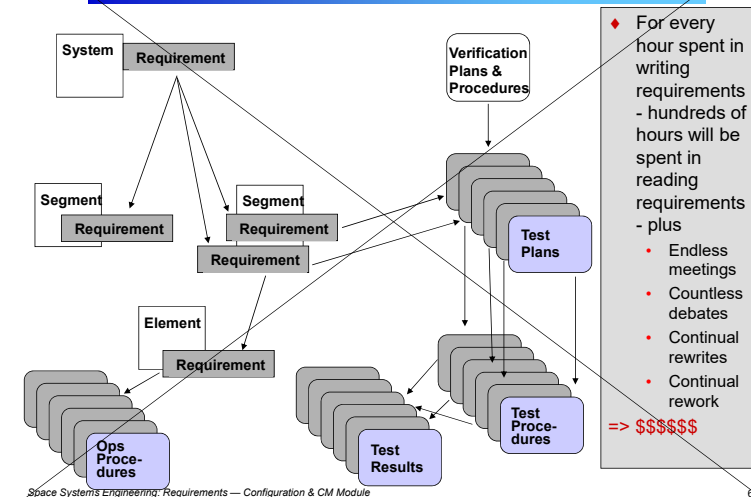 System
Requirement
Verification
Plans &
Procedures
Segment
Requirement
Segment
Requirement
Requirement
Test
Plans
Element
Requirement
Ops
Proce-
dures
Test
Results
Test
Proce-
dures
♦ For every
hour spent in
writing
requirements
- hundreds of
hours will be
spent in
reading
requirements
- plus
• Endless
meetings
• Countless
debates
• Continual
rewrites
• Continual
rework
=> $$$$$$
Space Systems Engineering: Requirements — Configuration & CM Module
6